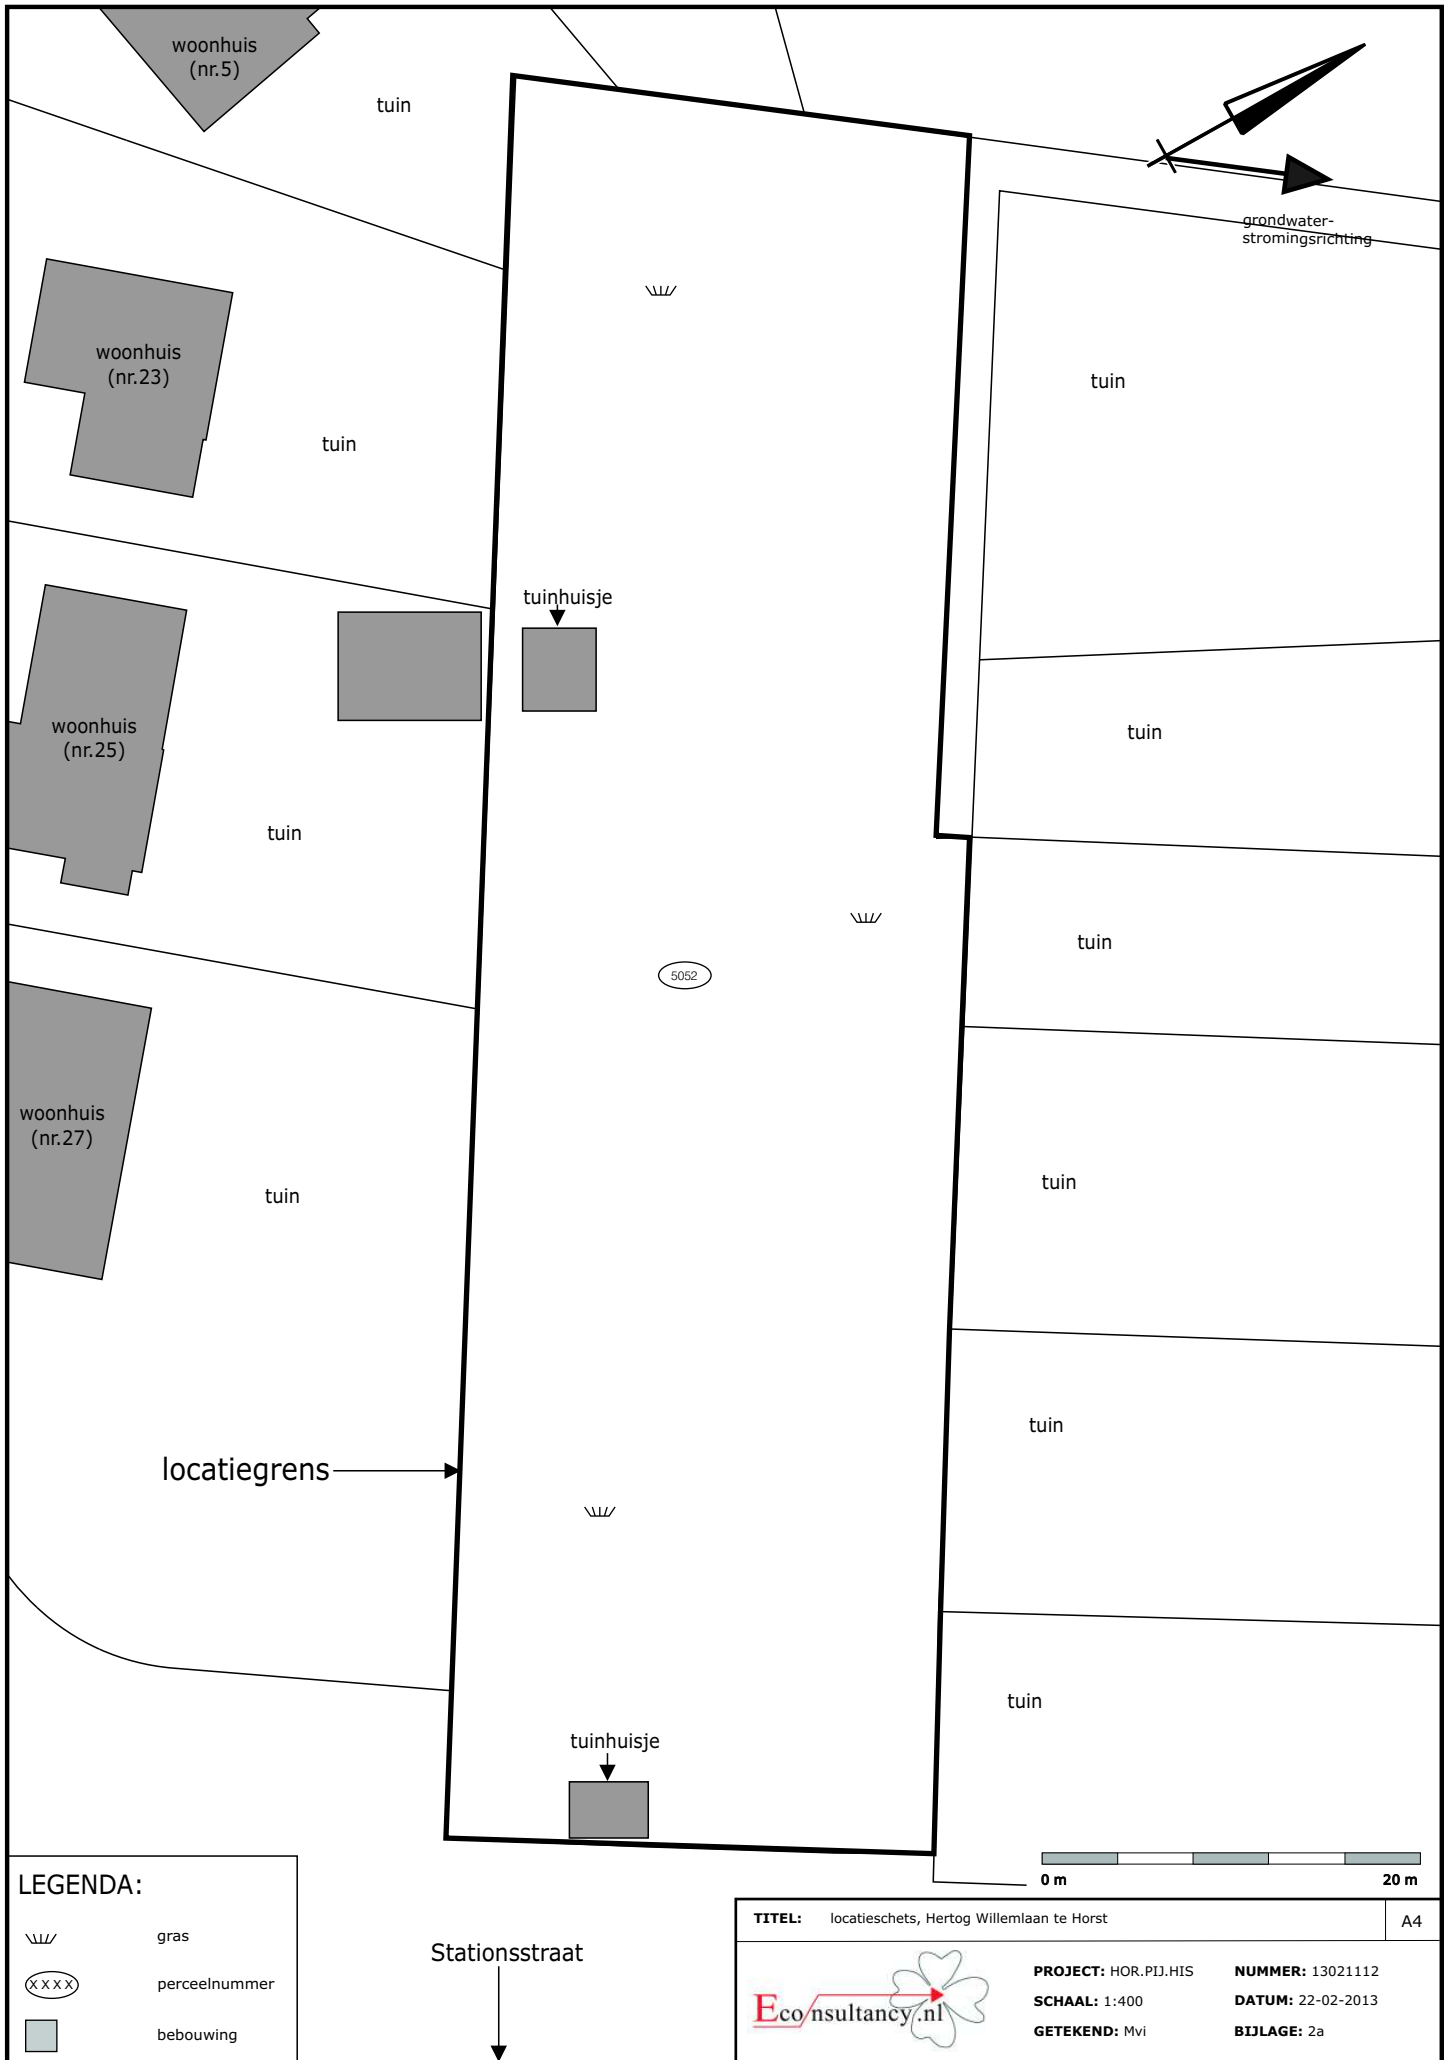 woonhuis
(nr.5)
tuin
grondwater-
stromingsrichting
woonhuis
(nr.23)
tuin
tuin
tuinhuisje
woonhuis
(nr.25)
tuin
tuin
tuin
5052
woonhuis
(nr.27)
tuin
tuin
tuin
locatiegrens
tuin
tuinhuisje
0 m
20 m
LEGENDA:
gras
XXXX
perceelnummer
bebouwing
Stationsstraat
TITEL: locatieschets, Hertog Willemlaan te Horst
A4
Econsultancy.nl
PROJECT: HOR.PIJ.HIS
NUMMER: 13021112
SCHAAL: 1:400
DATUM: 22-02-2013
GETEKEND: Mvi
BIJLAGE: 2a